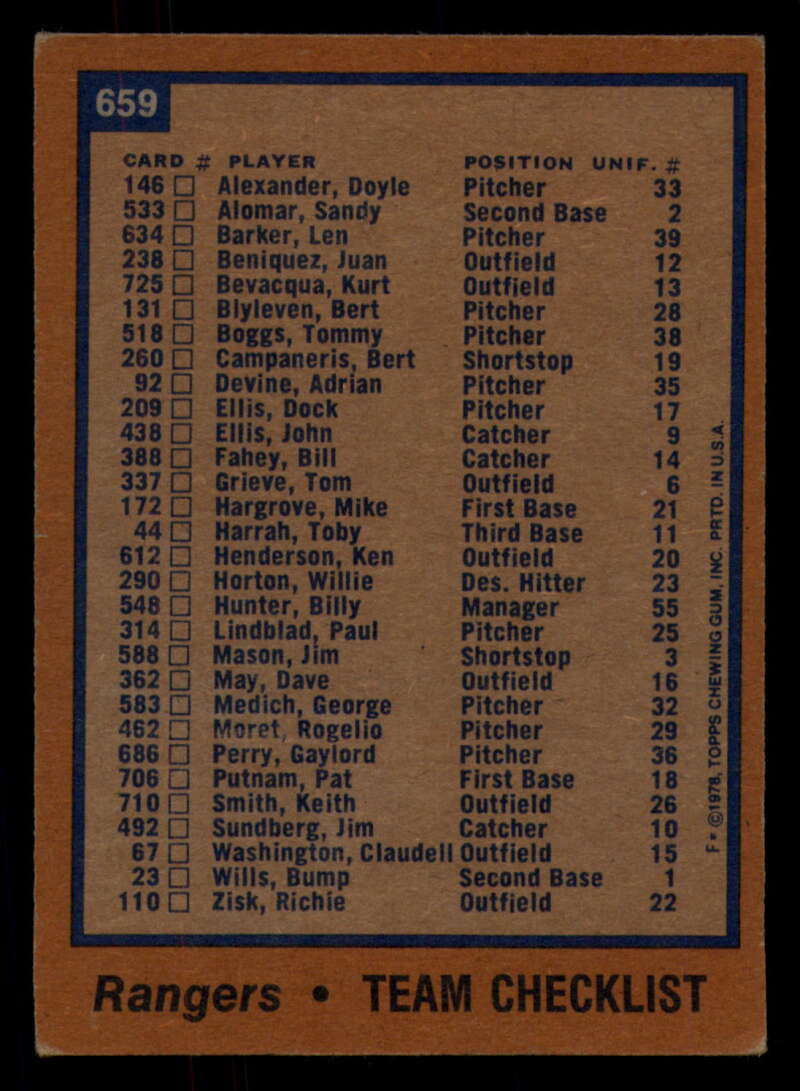 659
CARD # PLAYER POSITION UNIF. #
146 Alexander, Doyle Pitcher 33
533 Alomar, Sandy Second Base 2
634 Barker, Len Pitcher 39
238 Beniquez, Juan Outfield 12
725 Bevacqua, Kurt Outfield 13
131 Blyleven, Bert Pitcher 28
518 Boggs, Tommy Pitcher 38
260 Campaneris, Bert Shortstop 19
92 Devine, Adrian Pitcher 35
209 Ellis, Dock Pitcher 17
438 Ellis, John Catcher 9
388 Fahey, Bill Catcher 14
337 Grieve, Tom Outfield 6
172 Hargrove, Mike First Base 21
44 Harrah, Toby Third Base 11
612 Henderson, Ken Outfield 20
290 Horton, Willie Des. Hitter 23
548 Hunter, Billy Manager 55
314 Lindblad, Paul Pitcher 25
588 Mason, Jim Shortstop 3
362 May, Dave Outfield 16
583 Medich, George Pitcher 32
462 Moret, Rogelio Pitcher 29
686 Perry, Gaylord Pitcher 36
706 Putnam, Pat First Base 18
710 Smith, Keith Outfield 26
492 Sundberg, Jim Catcher 10
67 Washington, Claudell Outfield 15
23 Wills, Bump Second Base 1
110 Zisk, Richie Outfield 22
F* ©1978, TOPPS CHEWING GUM, INC. PRTD. IN U.S.A.
Rangers • TEAM CHECKLIST